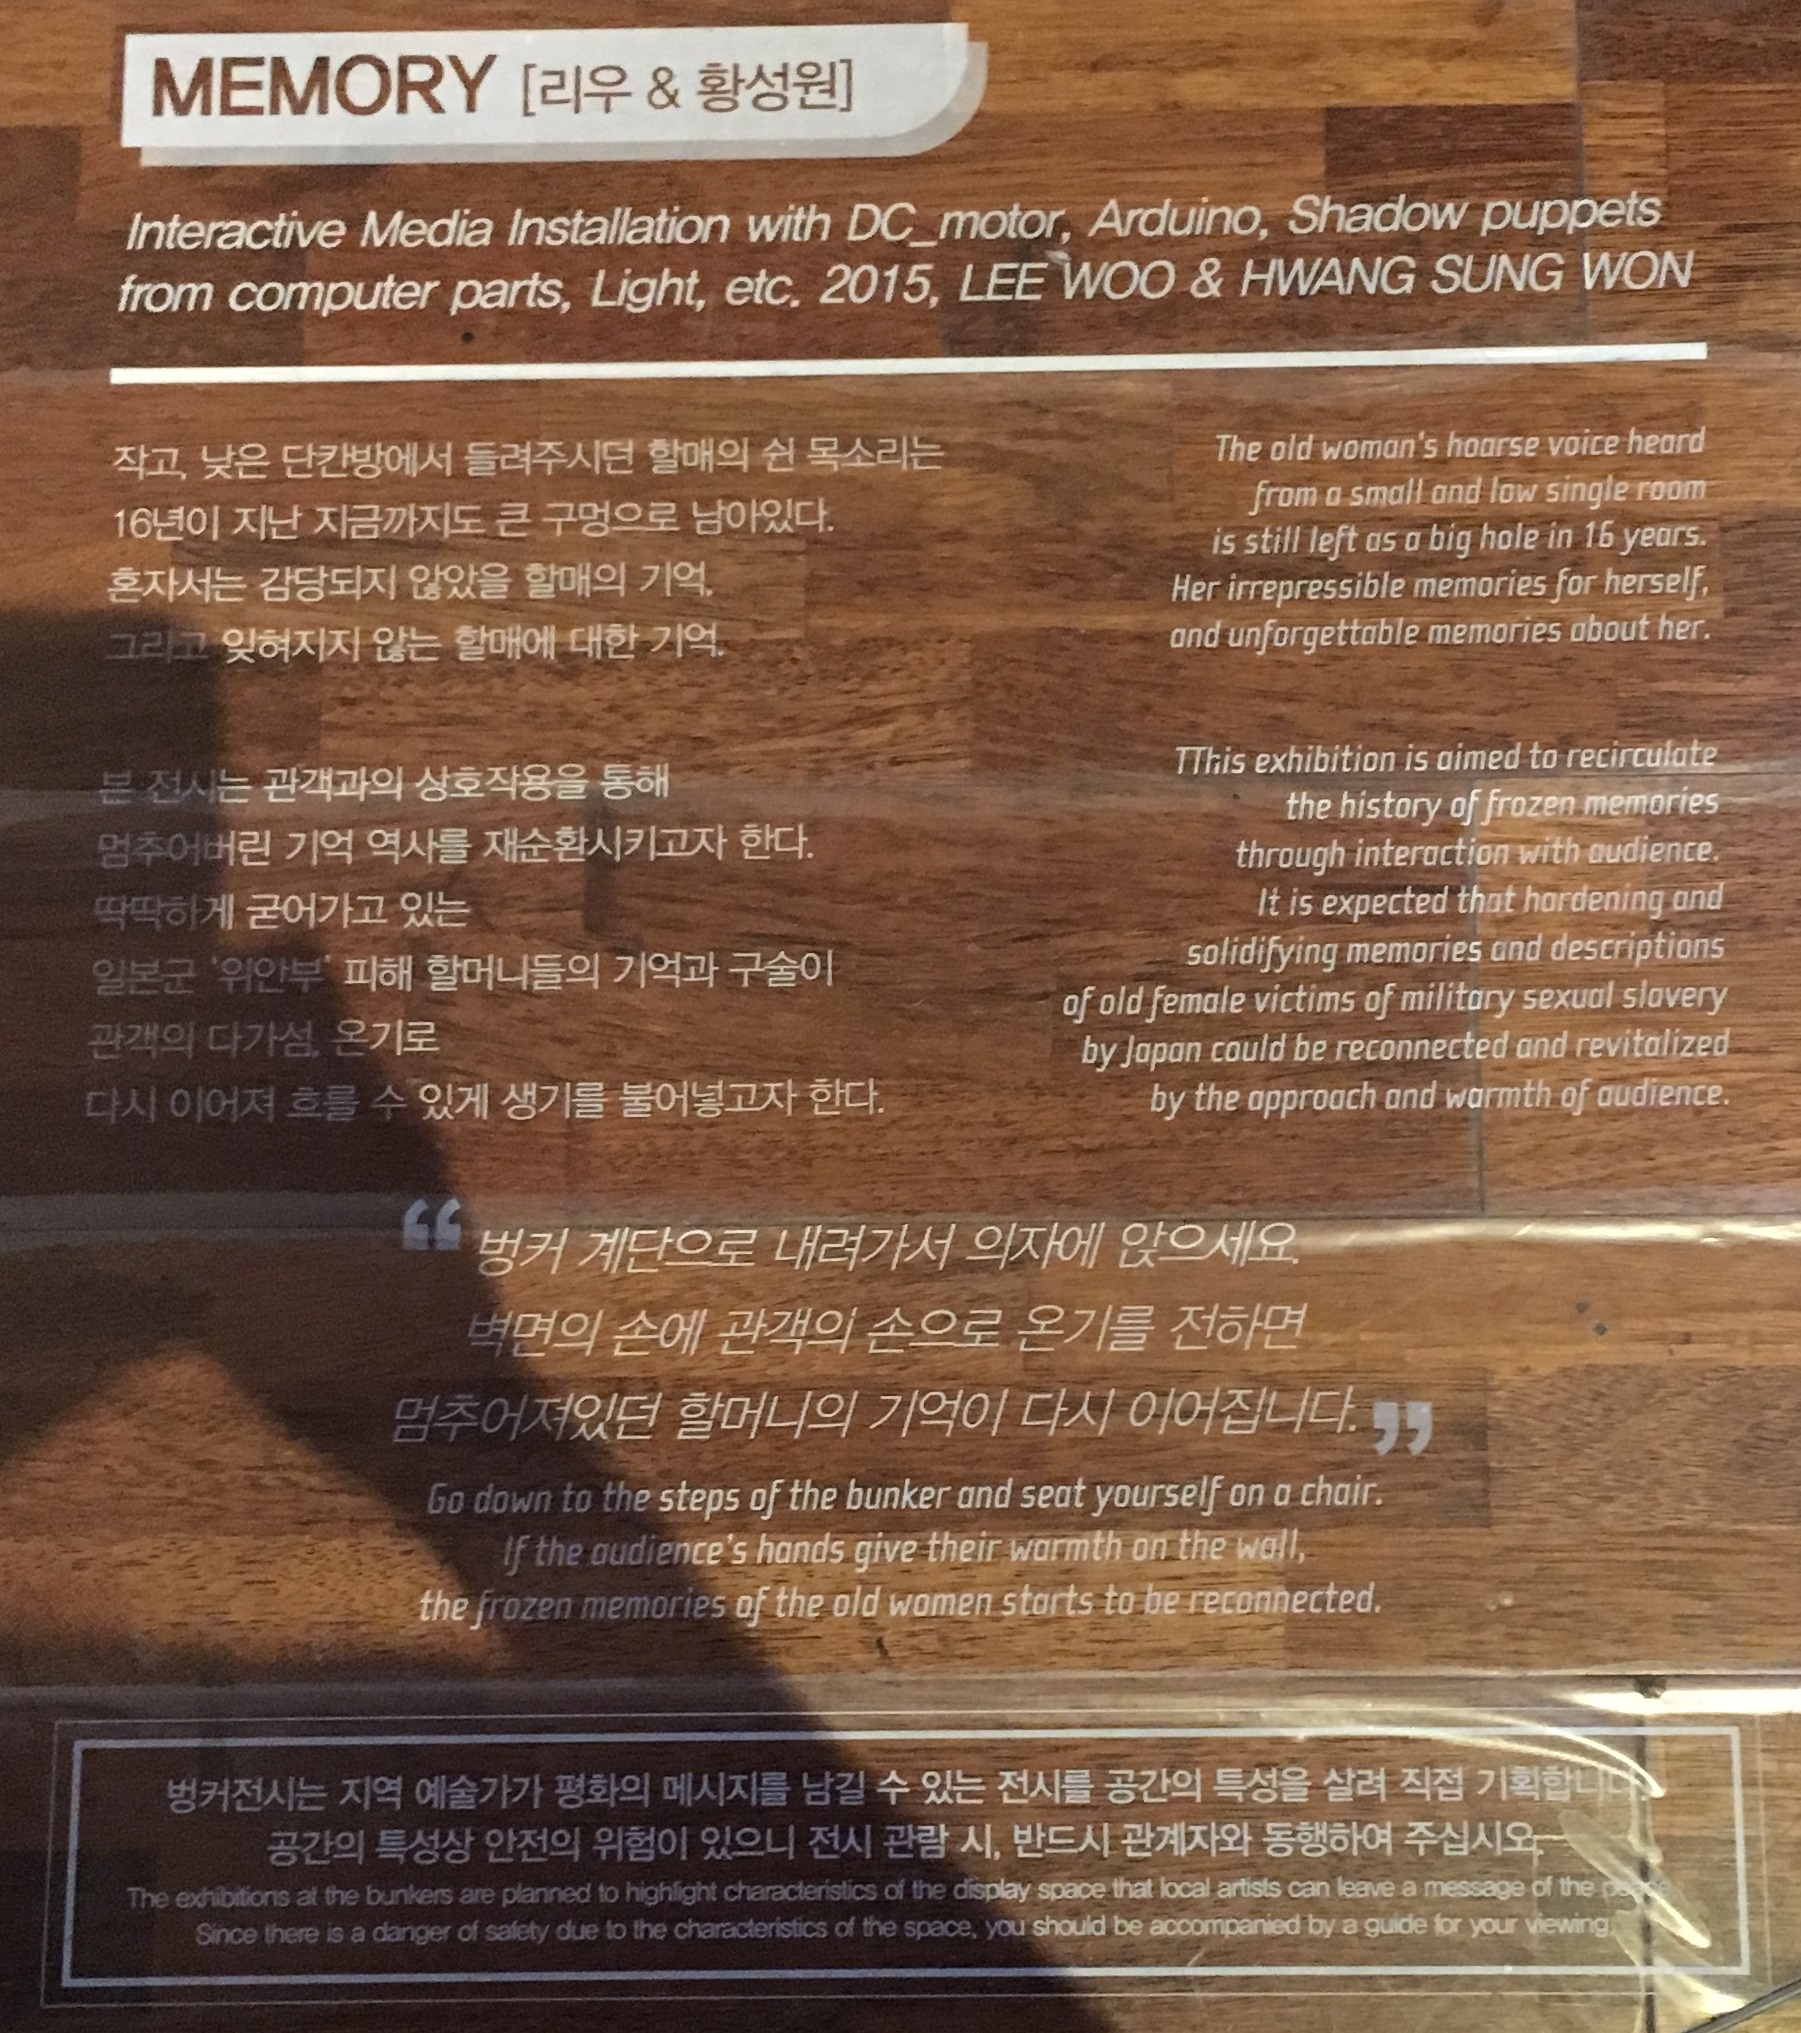 MEMORY [리우 & 황성원]
Interactive Media Installation with DC_motor, Arduino, Shadow puppets
from computer parts, Light, etc. 2015, LEE WOO & HWANG SUNG WON
작고, 낮은 단칸방에서 들려주시던 할매의 쉰 목소리는
16년이 지난 지금까지도 큰 구멍으로 남아있다.
혼자서는 감당되지 않았을 할매의 기억,
그리고 잊혀지지 않는 할매에 대한 기억.
The old woman's hoarse voice heard
from a small and low single room
is still left as a big hole in 16 years.
Her irrepressible memories for herself,
and unforgettable memories about her.
본 전시는 관객과의 상호작용을 통해
멈추어버린 기억 역사를 재순환시키고자 한다.
딱딱하게 굳어가고 있는
일본군 '위안부' 피해 할머니들의 기억과 구술이
관객의 다가섬, 온기로
다시 이어져 흐를 수 있게 생기를 불어넣고자 한다.
TThis exhibition is aimed to recirculate
the history of frozen memories
through interaction with audience.
It is expected that hardening and
solidifying memories and descriptions
of old female victims of military sexual slavery
by Japan could be reconnected and revitalized
by the approach and warmth of audience.
“ 벙커 계단으로 내려가서 의자에 앉으세요.
벽면의 손에 관객의 손으로 온기를 전하면
멈추어져있던 할머니의 기억이 다시 이어집니다. ”
Go down to the steps of the bunker and seat yourself on a chair.
If the audience's hands give their warmth on the wall,
the frozen memories of the old women starts to be reconnected.
벙커전시는 지역 예술가가 평화의 메시지를 남길 수 있는 전시를 공간의 특성을 살려 직접 기획합니다.
공간의 특성상 안전의 위험이 있으니 전시 관람 시, 반드시 관계자와 동행하여 주십시오.
The exhibitions at the bunkers are planned to highlight characteristics of the display space that local artists can leave a message of the peace.
Since there is a danger of safety due to the characteristics of the space, you should be accompanied by a guide for your viewing.